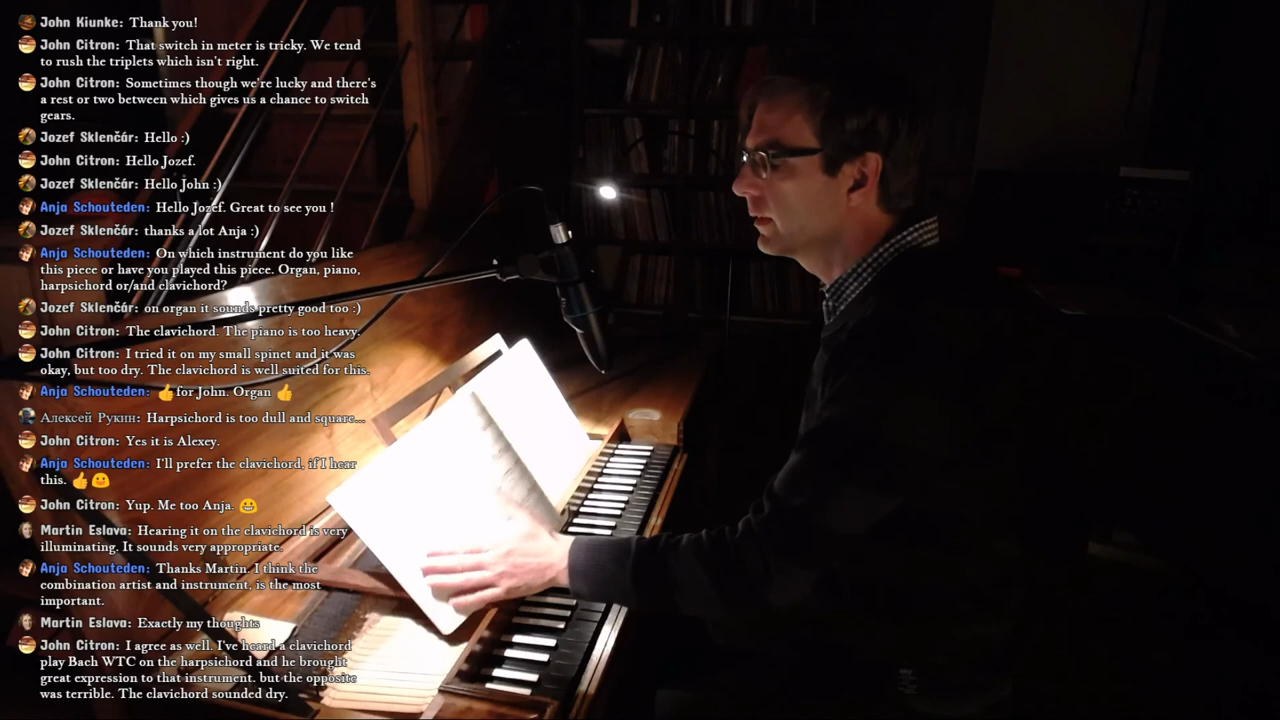 John Kiunke: Thank you!
John Citron: That switch in meter is tricky. We tend
to rush the triplets which isn't right.
John Citron: Sometimes though we're lucky and there's
a rest or two between which gives us a chance to switch
gears.
Jozef Sklenčár: Hello :)
John Citron: Hello Jozef.
Jozef Sklenčár: Hello John :)
Anja Schouteden: Hello Jozef. Great to see you !
Jozef Sklenčár: thanks a lot Anja :)
Anja Schouteden: On which instrument do you like
this piece or have you played this piece. Organ, piano,
harpsichord or/and clavichord?
Jozef Sklenčár: on organ it sounds pretty good too :)
John Citron: The clavichord. The piano is too heavy.
John Citron: I tried it on my small spinet and it was
okay, but too dry. The clavichord is well suited for this.
Anja Schouteden: 👍for John. Organ 👍
Алексей Рукин: Harpsichord is too dull and square...
John Citron: Yes it is Alexey.
Anja Schouteden: I'll prefer the clavichord, if I hear
this. 👍🙂
John Citron: Yup. Me too Anja. 😀
Martin Eslava: Hearing it on the clavichord is very
illuminating. It sounds very appropriate.
Anja Schouteden: Thanks Martin. I think the
combination artist and instrument, is the most
important.
Martin Eslava: Exactly my thoughts
John Citron: I agree as well. I've heard a clavichord
play Bach WTC on the harpsichord and he brought
great expression to that instrument. but the opposite
was terrible. The clavichord sounded dry.